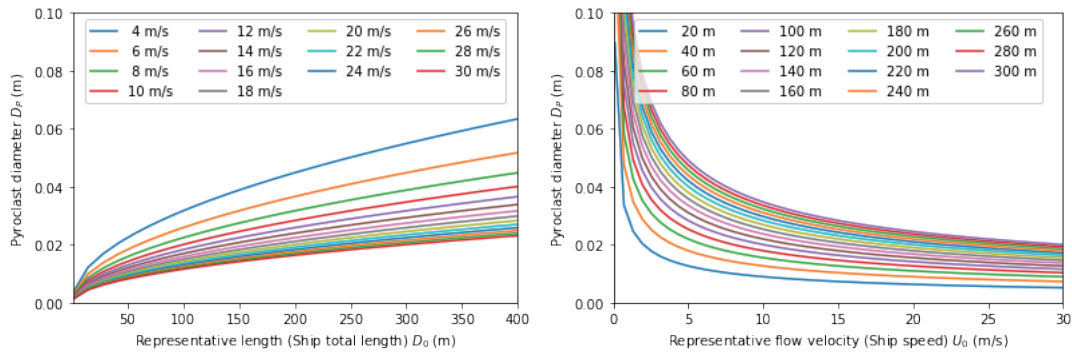 0.10
0.08
0.06
0.04
0.02
0.00
Pyroclast diameter D_P (m)
4 m/s 12 m/s 20 m/s 26 m/s
6 m/s 14 m/s 22 m/s 28 m/s
8 m/s 16 m/s 24 m/s 30 m/s
10 m/s 18 m/s
50 100 150 200 250 300 350 400
Representative length (Ship total length) D₀ (m)
0.10
0.08
0.06
0.04
0.02
0.00
Pyroclast diameter D_P (m)
20 m 100 m 180 m 260 m
40 m 120 m 200 m 280 m
60 m 140 m 220 m 300 m
80 m 160 m 240 m
0 5 10 15 20 25 30
Representative flow velocity (Ship speed) U₀ (m/s)